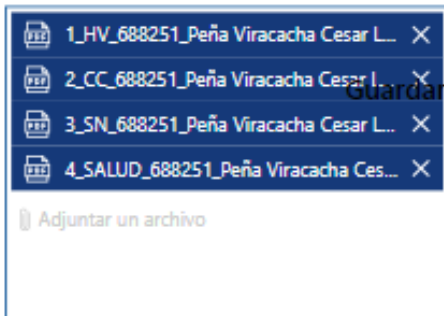 1_HV_688251_Peña Viracacha Cesar L...
2_CC_688251_Peña Viracacha Cesar L...
Guardar
3_SN_688251_Peña Viracacha Cesar L...
4_SALUD_688251_Peña Viracacha Ces...
Adjuntar un archivo